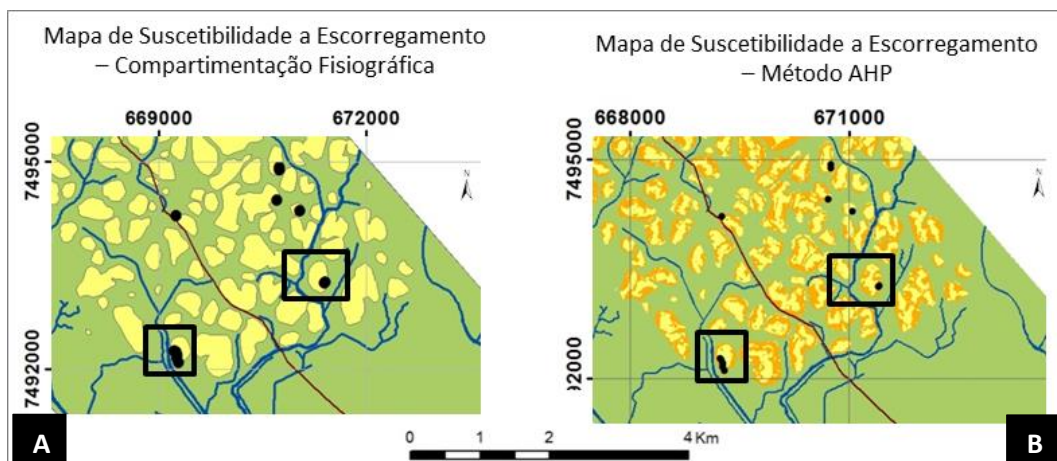 Mapa de Suscetibilidade a Escorregamento
– Compartimentação Fisiográfica
669000 672000
7495000
N
7492000
A
Mapa de Suscetibilidade a Escorregamento
– Método AHP
668000 671000
7495000
N
92000
B
0 1 2 4 Km